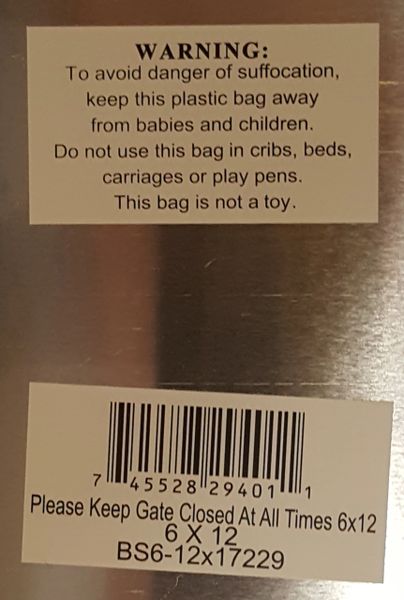 WARNING:
To avoid danger of suffocation,
keep this plastic bag away
from babies and children.
Do not use this bag in cribs, beds,
carriages or play pens.
This bag is not a toy.
7 45528 29401 1
Please Keep Gate Closed At All Times 6x12
6 X 12
BS6-12x17229